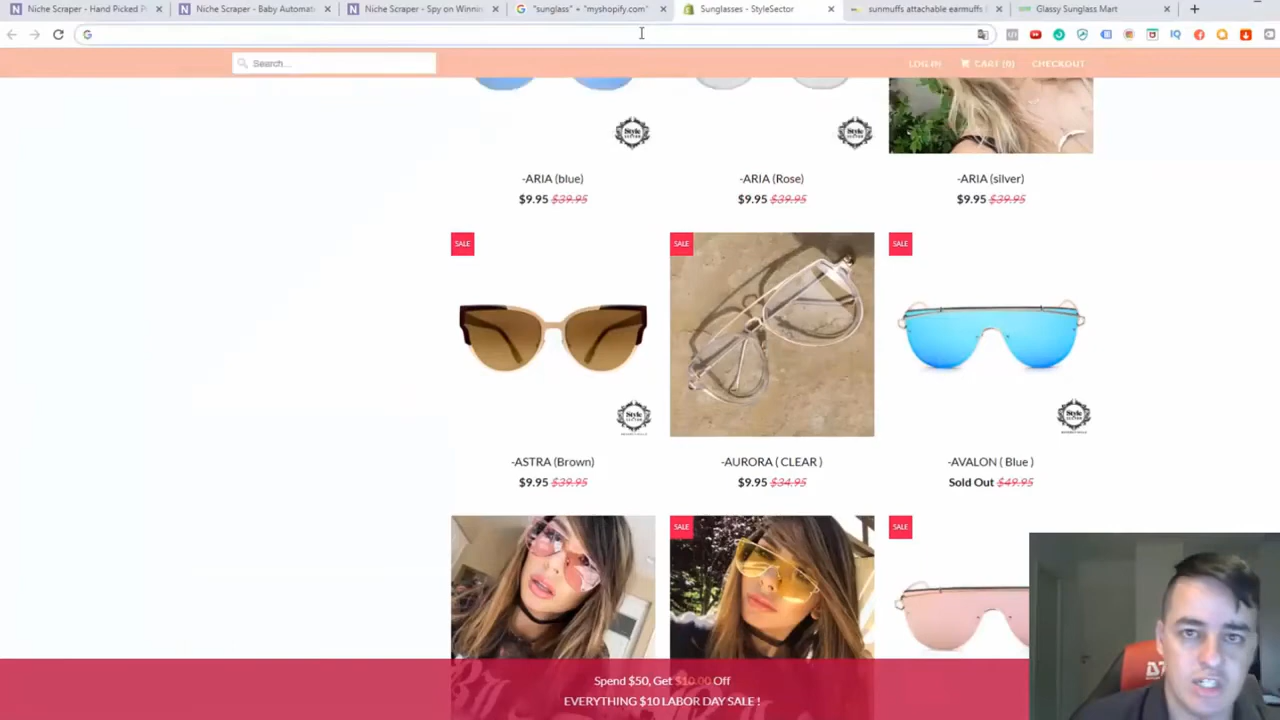 Niche Scraper - Hand Picked P
Niche Scraper - Baby Automat
Niche Scraper - Spy on Winnin
"sunglass" + "myshopify.com"
Sunglasses - StyleSector
sunmuffs attachable earmuffs
Glassy Sunglass Mart
Search...
LOG IN
CART (0)
CHECKOUT
-ARIA (blue)
$9.95 $39.95
-ARIA (Rose)
$9.95 $39.95
-ARIA (silver)
$9.95 $39.95
SALE
SALE
SALE
-ASTRA (Brown)
$9.95 $39.95
-AURORA ( CLEAR )
$9.95 $34.95
-AVALON ( Blue )
Sold Out $49.95
SALE
SALE
Spend $50, Get $10.00 Off
EVERYTHING $10 LABOR DAY SALE !